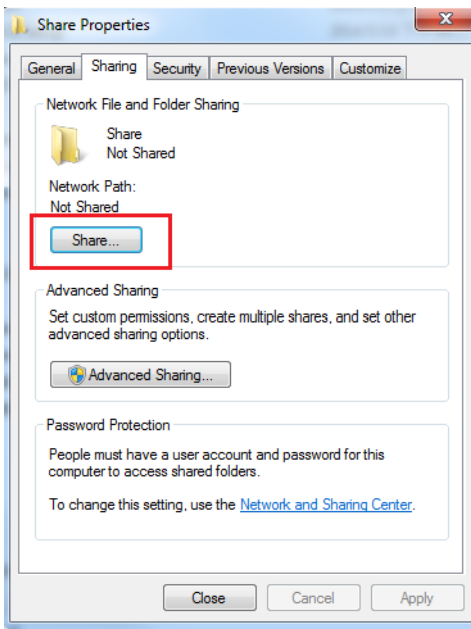 Share Properties
General Sharing Security Previous Versions Customize
Network File and Folder Sharing
Share
Not Shared
Network Path:
Not Shared
Share...
Advanced Sharing
Set custom permissions, create multiple shares, and set other
advanced sharing options.
Advanced Sharing...
Password Protection
People must have a user account and password for this
computer to access shared folders.
To change this setting, use the Network and Sharing Center.
Close Cancel Apply